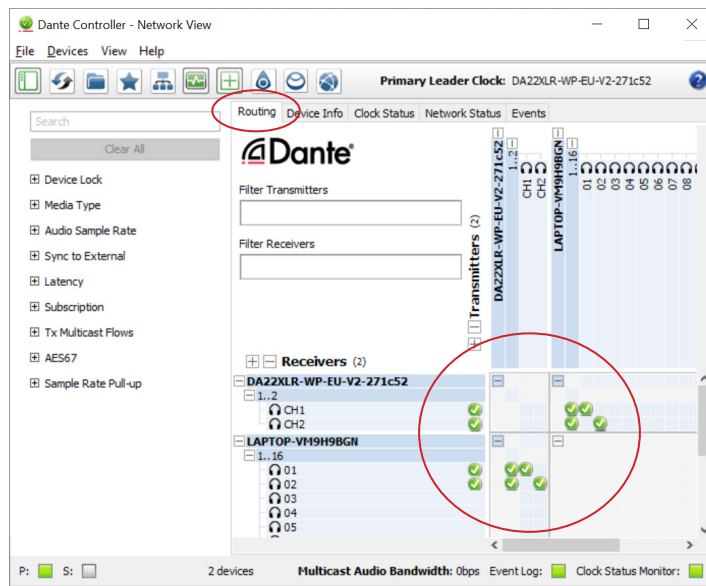 Dante Controller - Network View
File Devices View Help
Primary Leader Clock: DA22XLR-WP-EU-V2-271c52
?
Search
Clear All
Device Lock
Media Type
Audio Sample Rate
Sync to External
Latency
Subscription
Tx Multicast Flows
AES67
Sample Rate Pull-up
Routing Device Info Clock Status Network Status Events
Dante®
Filter Transmitters
Filter Receivers
Transmitters (2)
DA22XLR-WP-EU-V2-271c52
1..2
CH1
CH2
LAPTOP-VM9H9BGN
1..16
01
02
03
04
05
06
07
08
Receivers (2)
DA22XLR-WP-EU-V2-271c52
1..2
CH1
CH2
LAPTOP-VM9H9BGN
1..16
01
02
03
04
05
P: S: 2 devices Multicast Audio Bandwidth: 0bps Event Log: Clock Status Monitor: